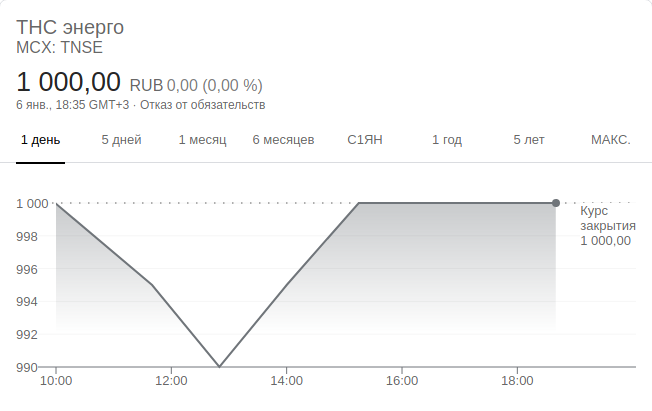 ТНС энерго
MCX: TNSE
1 000,00 RUB 0,00 (0,00 %)
6 янв., 18:35 GMT+3 · Отказ от обязательств
1 день 5 дней 1 месяц 6 месяцев С1ЯН 1 год 5 лет МАКС.
1 000
998
996
994
992
990
Курс
закрытия
1 000,00
10:00 12:00 14:00 16:00 18:00